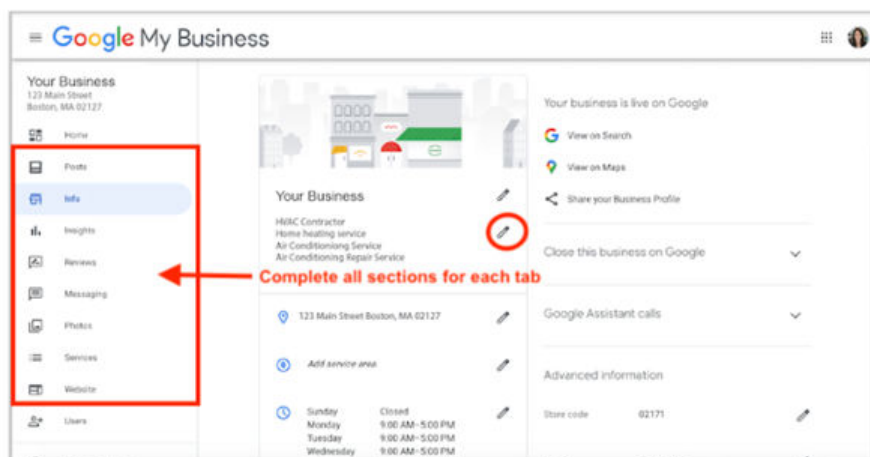 Google My Business
Your Business
123 Main Street
Boston, MA 02127
Home
Posts
Info
Insights
Reviews
Messaging
Photos
Services
Website
Users
Your Business
HVAC Contractor
Home heating service
Air Conditioniong Service
Air Conditioning Repair Service
Complete all sections for each tab
123 Main Street Boston, MA 02127
Add service area
Sunday Closed
Monday 9:00 AM–5:00 PM
Tuesday 9:00 AM–5:00 PM
Wednesday 9:00 AM–5:00 PM
Your business is live on Google
View on Search
View on Maps
Share your Business Profile
Close this business on Google
Google Assistant calls
Advanced information
Store code 02171